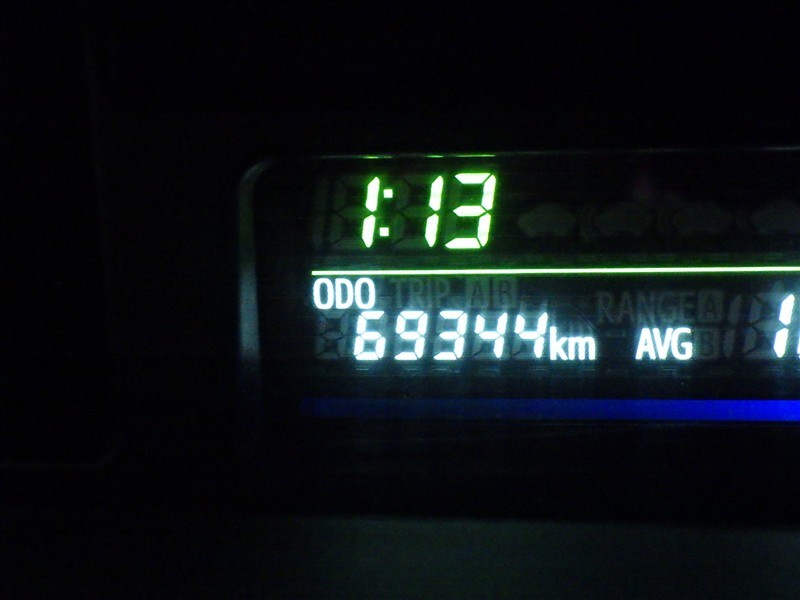 1:13
ODO TRIP A B
RANGE A
69344km AVG B